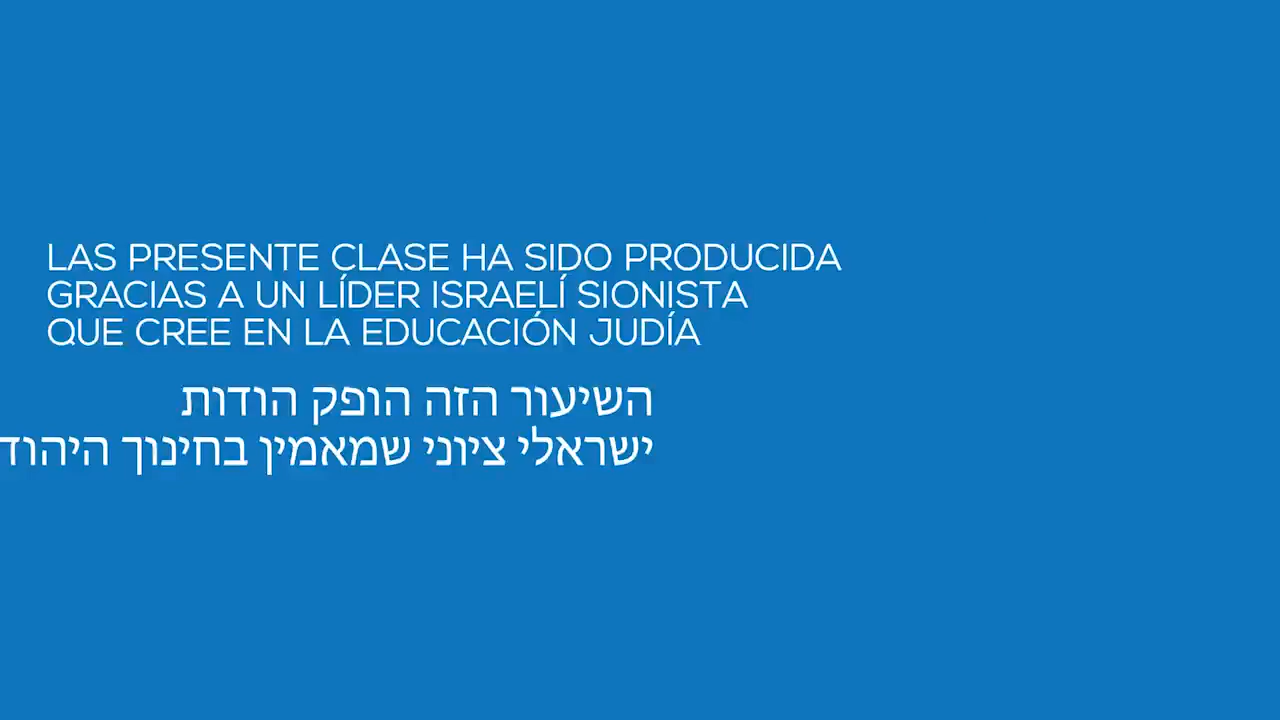 LAS PRESENTE CLASE HA SIDO PRODUCIDA
GRACIAS A UN LÍDER ISRAELÍ SIONISTA
QUE CREE EN LA EDUCACIÓN JUDÍA
השיעור הזה הופק הודות
ישראלי ציוני שמאמין בחינוך